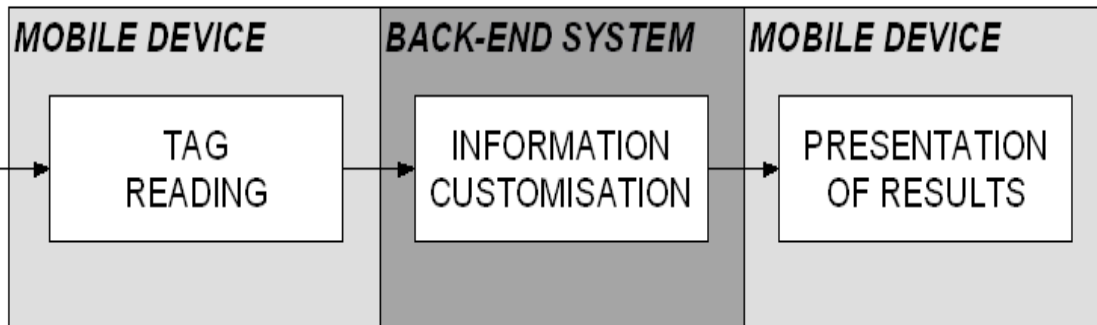 MOBILE DEVICE
BACK-END SYSTEM
MOBILE DEVICE
TAG
READING
INFORMATION
CUSTOMISATION
PRESENTATION
OF RESULTS